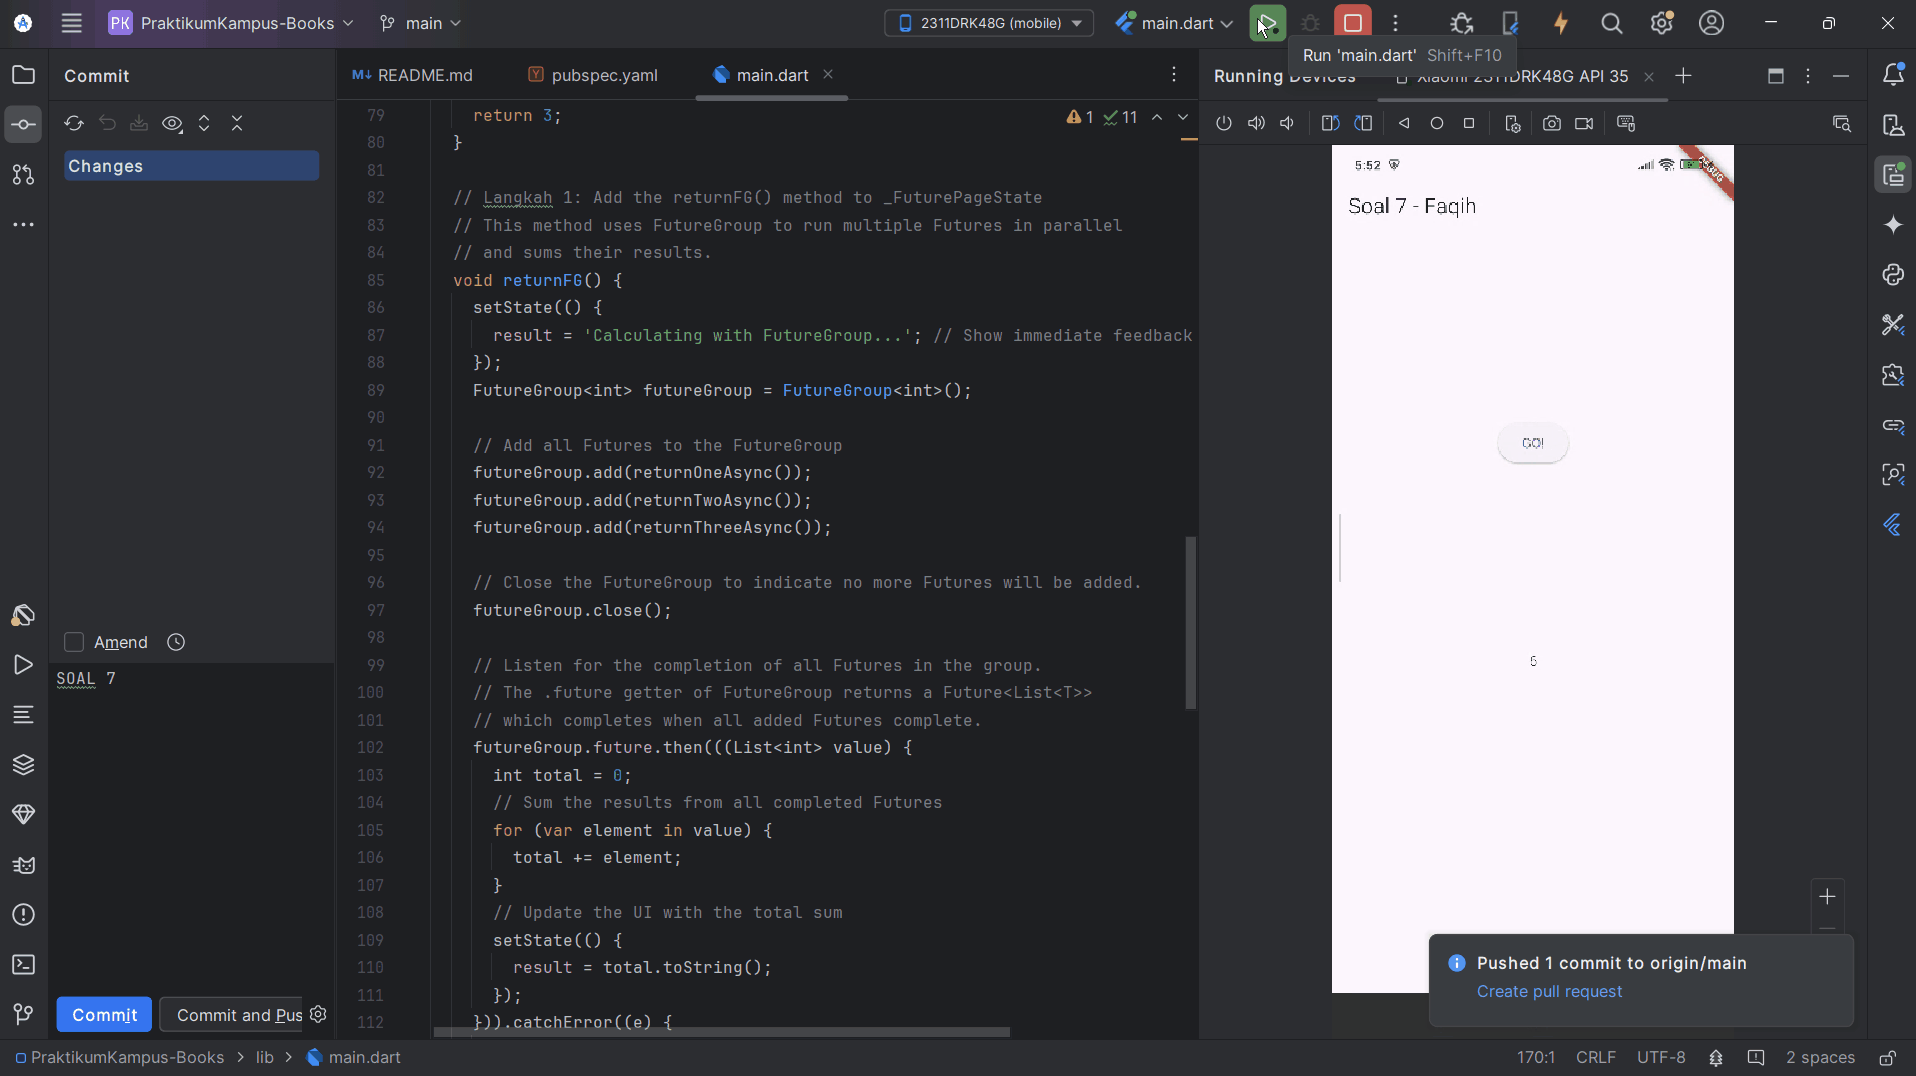 PK PraktikumKampus-Books main 2311DRK48G (mobile) main.dart
Run 'main.dart' Shift+F10
Commit README.md pubspec.yaml main.dart Running Devices Xiaomi 2311DRK48G API 35
1 11
Changes
79 return 3;
80 }
81
82 // Langkah 1: Add the returnFG() method to _FuturePageState
83 // This method uses FutureGroup to run multiple Futures in parallel
84 // and sums their results.
85 void returnFG() {
86 setState(() {
87 result = 'Calculating with FutureGroup...'; // Show immediate feedback
88 });
89 FutureGroup<int> futureGroup = FutureGroup<int>();
90
91 // Add all Futures to the FutureGroup
92 futureGroup.add(returnOneAsync());
93 futureGroup.add(returnTwoAsync());
94 futureGroup.add(returnThreeAsync());
95
96 // Close the FutureGroup to indicate no more Futures will be added.
97 futureGroup.close();
98
99 // Listen for the completion of all Futures in the group.
100 // The .future getter of FutureGroup returns a Future<List<T>>
101 // which completes when all added Futures complete.
102 futureGroup.future.then(((List<int> value) {
103 int total = 0;
104 // Sum the results from all completed Futures
105 for (var element in value) {
106 total += element;
107 }
108 // Update the UI with the total sum
109 setState(() {
110 result = total.toString();
111 });
112 })).catchError((e) {
5:52
DEBUG
Soal 7 - Faqih
GO!
Amend
SOAL 7
Commit Commit and Pus
Pushed 1 commit to origin/main
Create pull request
PraktikumKampus-Books > lib > main.dart 170:1 CRLF UTF-8 2 spaces